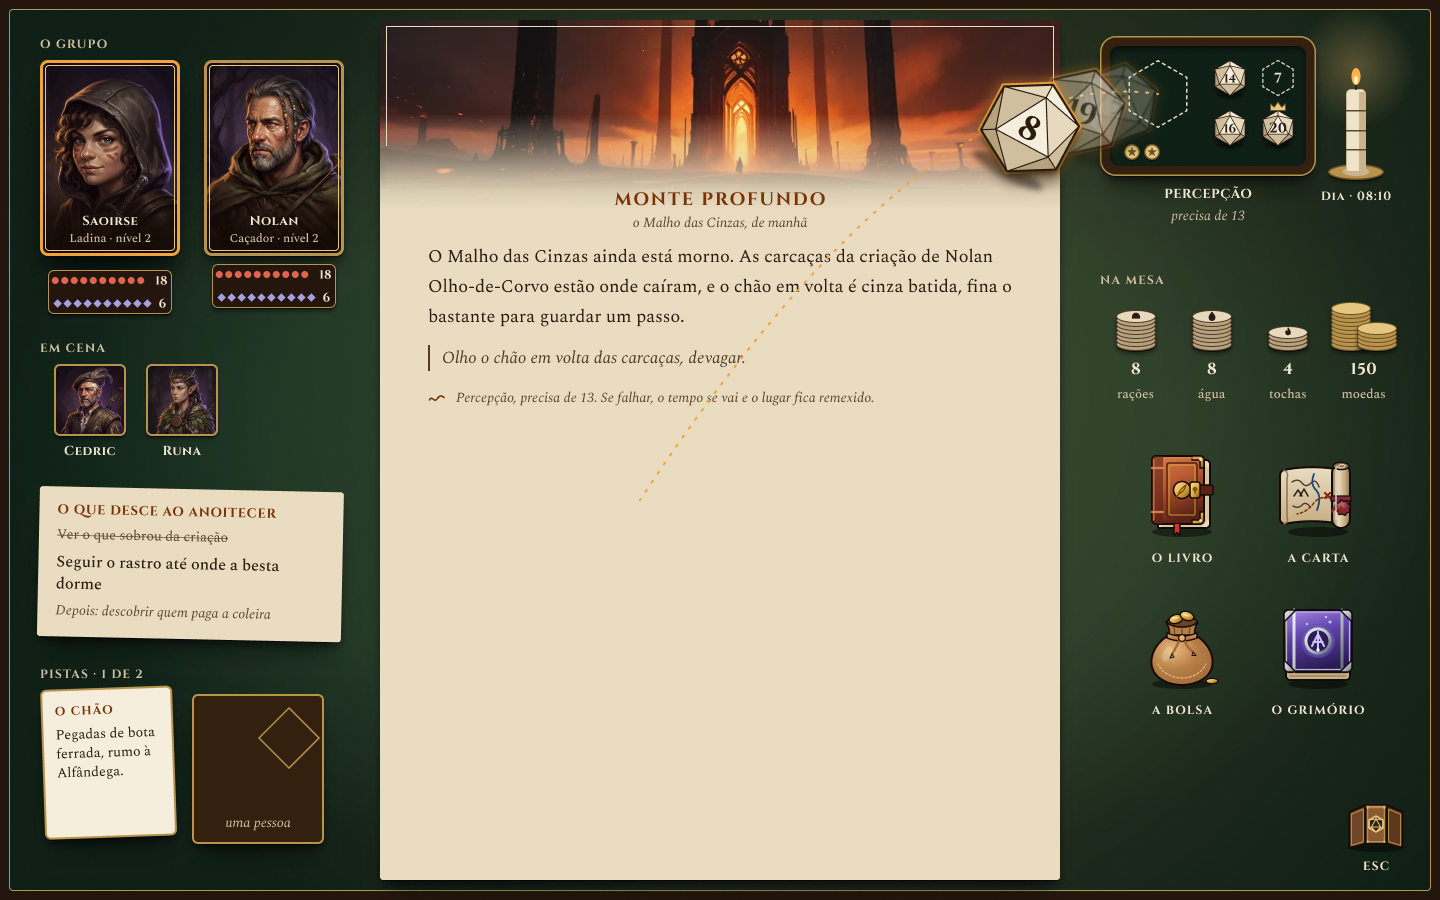 O GRUPO
SAOIRSE
Ladina · nível 2
NOLAN
Caçador · nível 2
18
6
18
6
EM CENA
CEDRIC
RUNA
O QUE DESCE AO ANOITECER
Ver o que sobrou da criação
Seguir o rastro até onde a besta
dorme
Depois: descobrir quem paga a coleira
PISTAS · 1 DE 2
O CHÃO
Pegadas de bota
ferrada, rumo à
Alfândega.
uma pessoa
MONTE PROFUNDO
o Malho das Cinzas, de manhã
O Malho das Cinzas ainda está morno. As carcaças da criação de Nolan
Olho-de-Corvo estão onde caíram, e o chão em volta é cinza batida, fina o
bastante para guardar um passo.
Olho o chão em volta das carcaças, devagar.
Percepção, precisa de 13. Se falhar, o tempo se vai e o lugar fica remexido.
8
19
14
7
16
20
PERCEPÇÃO
precisa de 13
DIA · 08:10
NA MESA
8
rações
8
água
4
tochas
150
moedas
O LIVRO
A CARTA
A BOLSA
O GRIMÓRIO
ESC